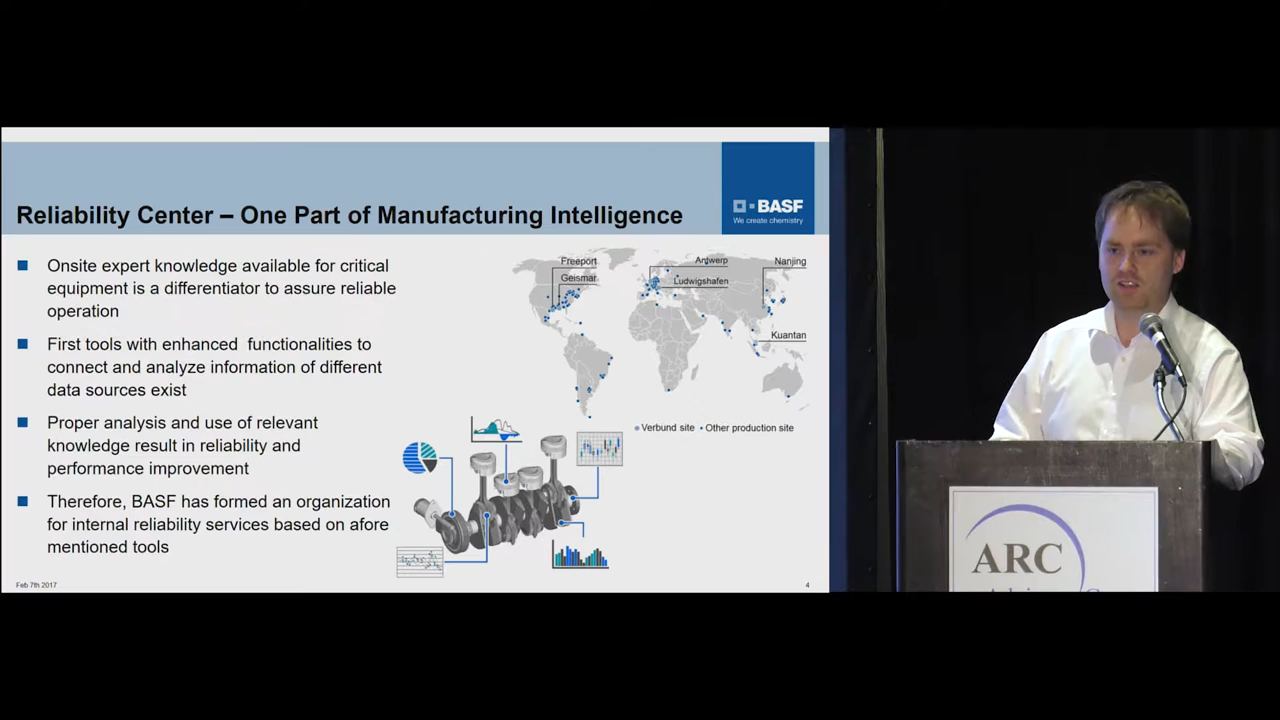 Reliability Center – One Part of Manufacturing Intelligence
BASF
We create chemistry
Onsite expert knowledge available for critical
equipment is a differentiator to assure reliable
operation
First tools with enhanced functionalities to
connect and analyze information of different
data sources exist
Proper analysis and use of relevant
knowledge result in reliability and
performance improvement
Therefore, BASF has formed an organization
for internal reliability services based on afore
mentioned tools
Freeport
Geismar
Antwerp
Ludwigshafen
Nanjing
Kuantan
Verbund site
Other production site
Feb 7th 2017
4
ARC